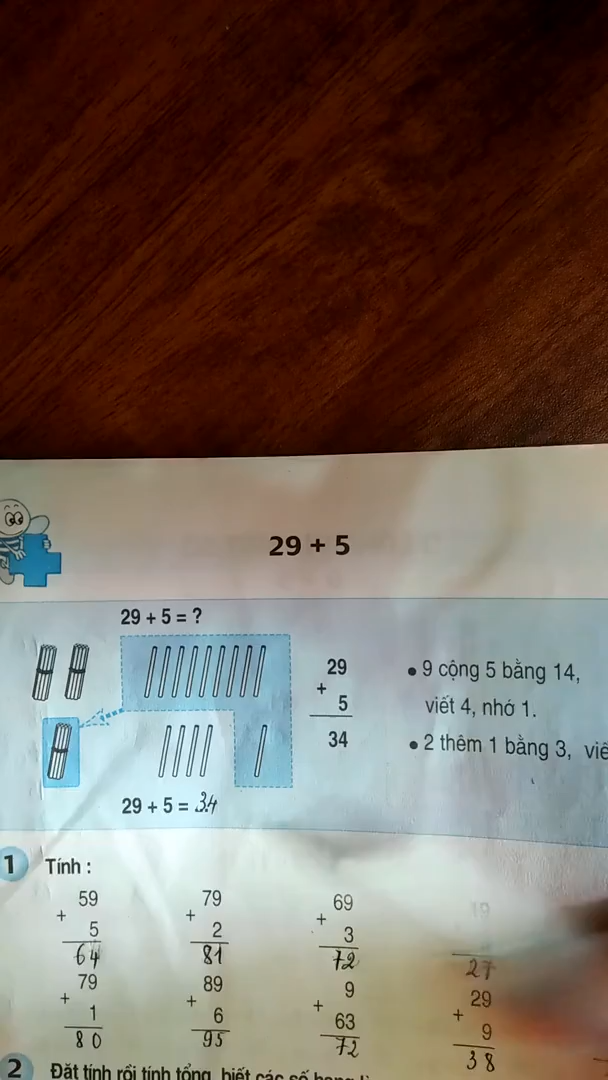 29 + 5
29 + 5 = ?
29
+
5
34
• 9 cộng 5 bằng 14,
viết 4, nhớ 1.
• 2 thêm 1 bằng 3, viế
29 + 5 = 34
1 Tính :
59 79 69 19
+ + +
5 2 3
64 81 72 27
79 89 9 29
+ + + +
1 6 63 9
80 95 72 38
2 Đặt tính rồi tính tổng, biết các số hạng